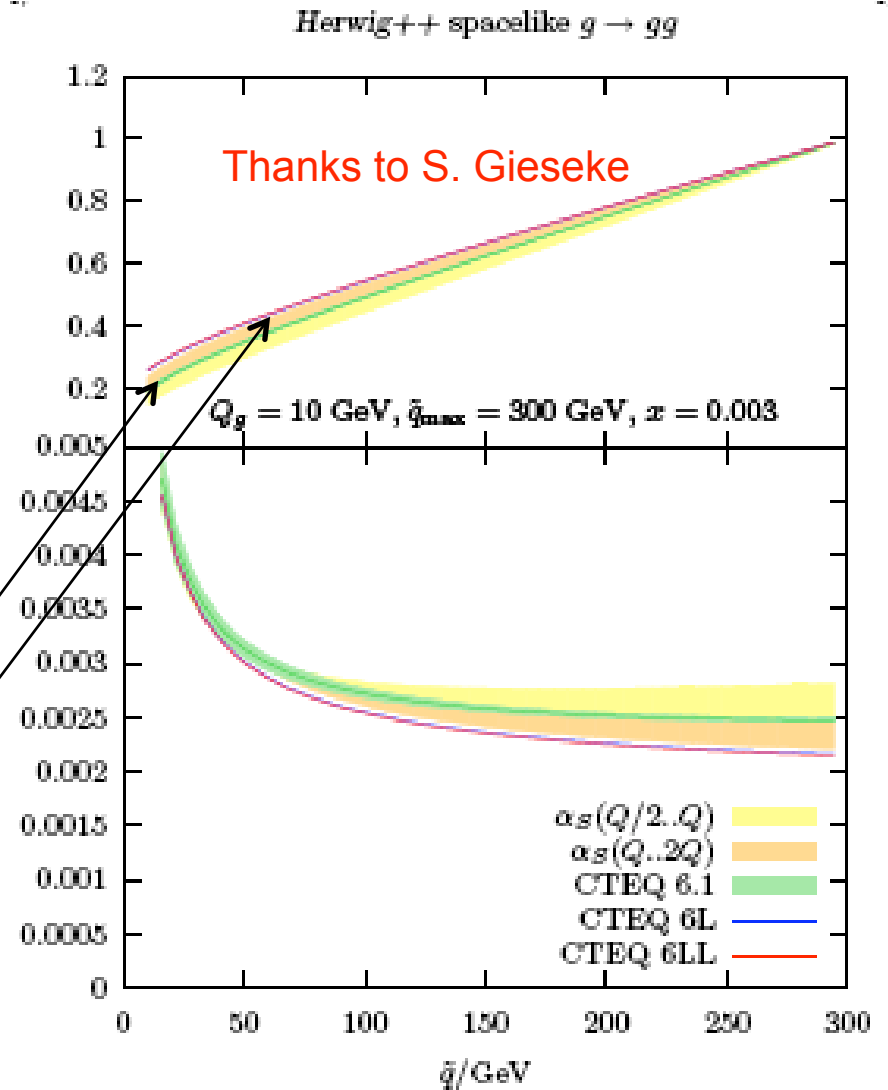 Herwig++ spacelike g → gg
1.2
1
Thanks to S. Gieseke
0.8
0.6
0.4
0.2
Q_g = 10 GeV, q̃_max = 300 GeV, x = 0.003
0.005
0.0045
0.004
0.0035
0.003
0.0025
0.002
0.0015
α_S(Q/2..Q)
0.001
α_S(Q..2Q)
CTEQ 6.1
0.0005
CTEQ 6L
CTEQ 6LL
0
0 50 100 150 200 250 300
q̃/GeV